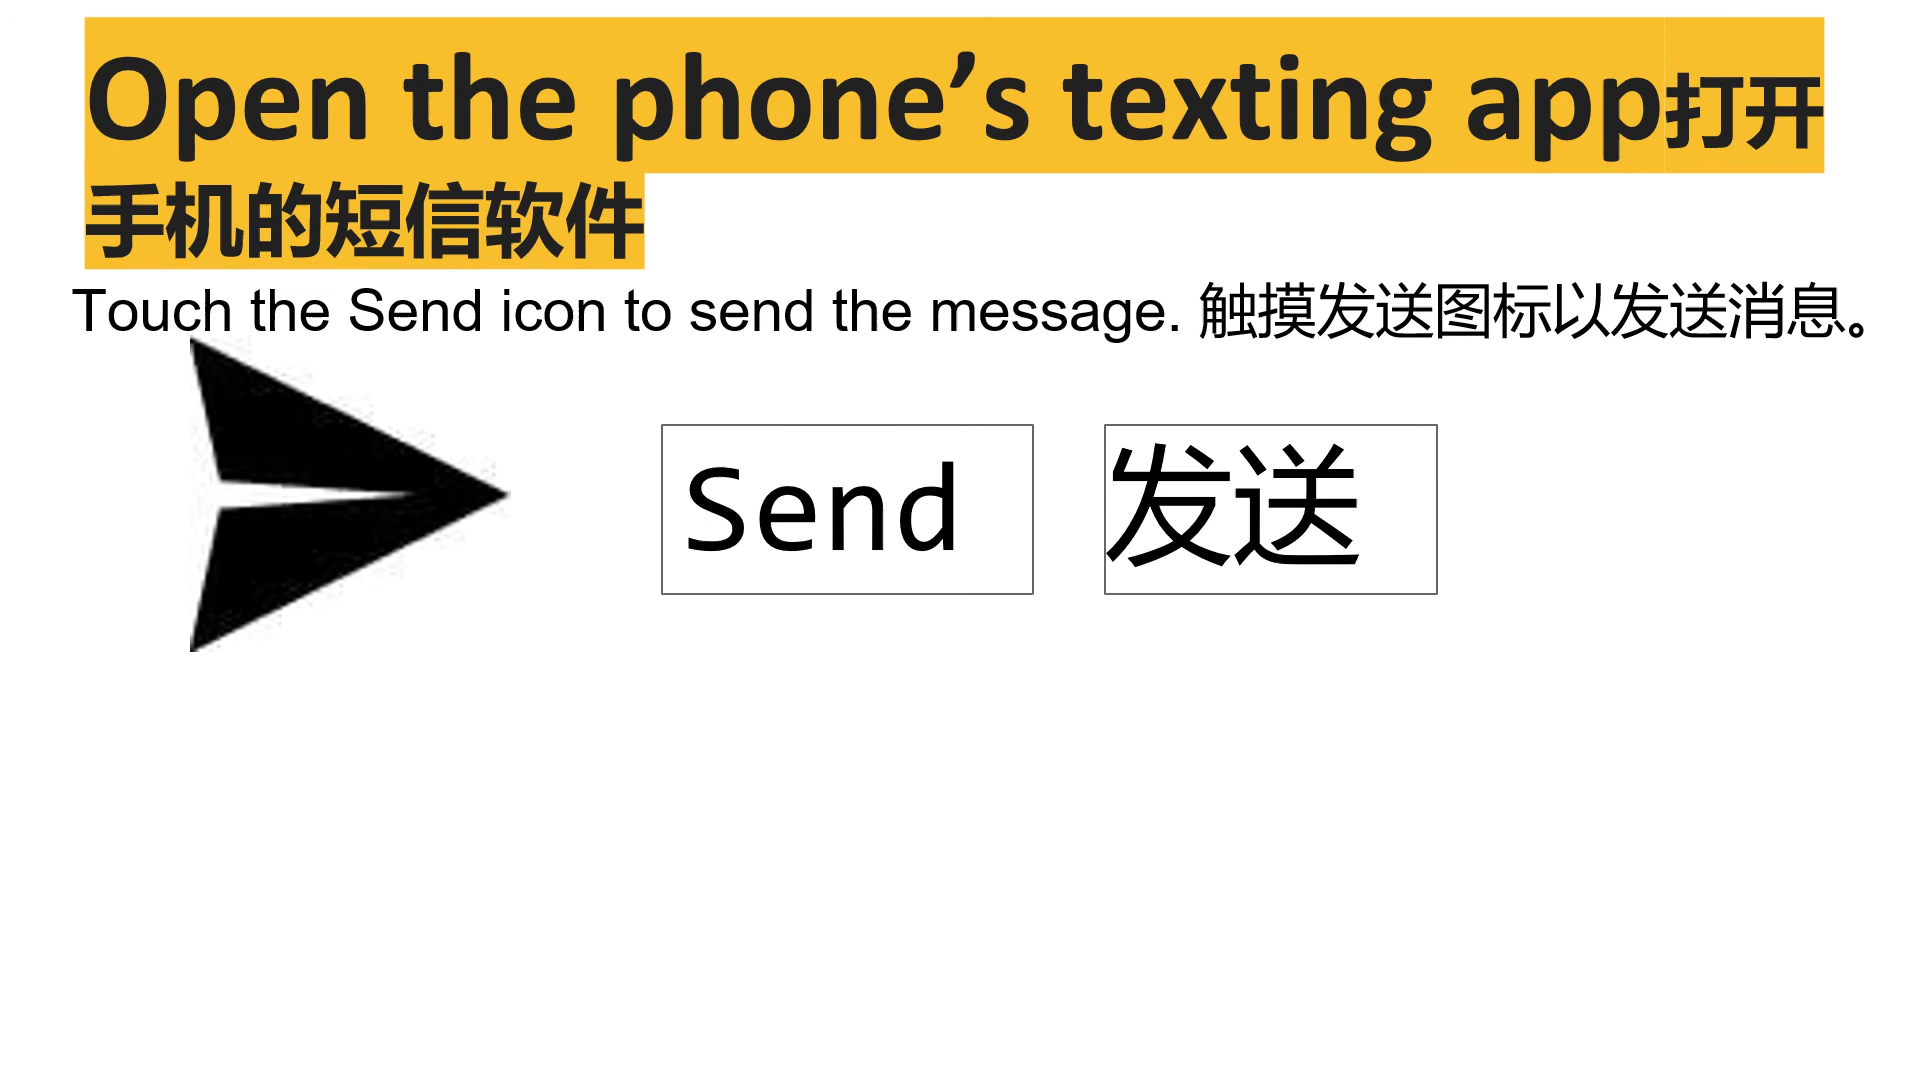 Open the phone’s texting app打开
手机的短信软件
Touch the Send icon to send the message. 触摸发送图标以发送消息。
Send
发送